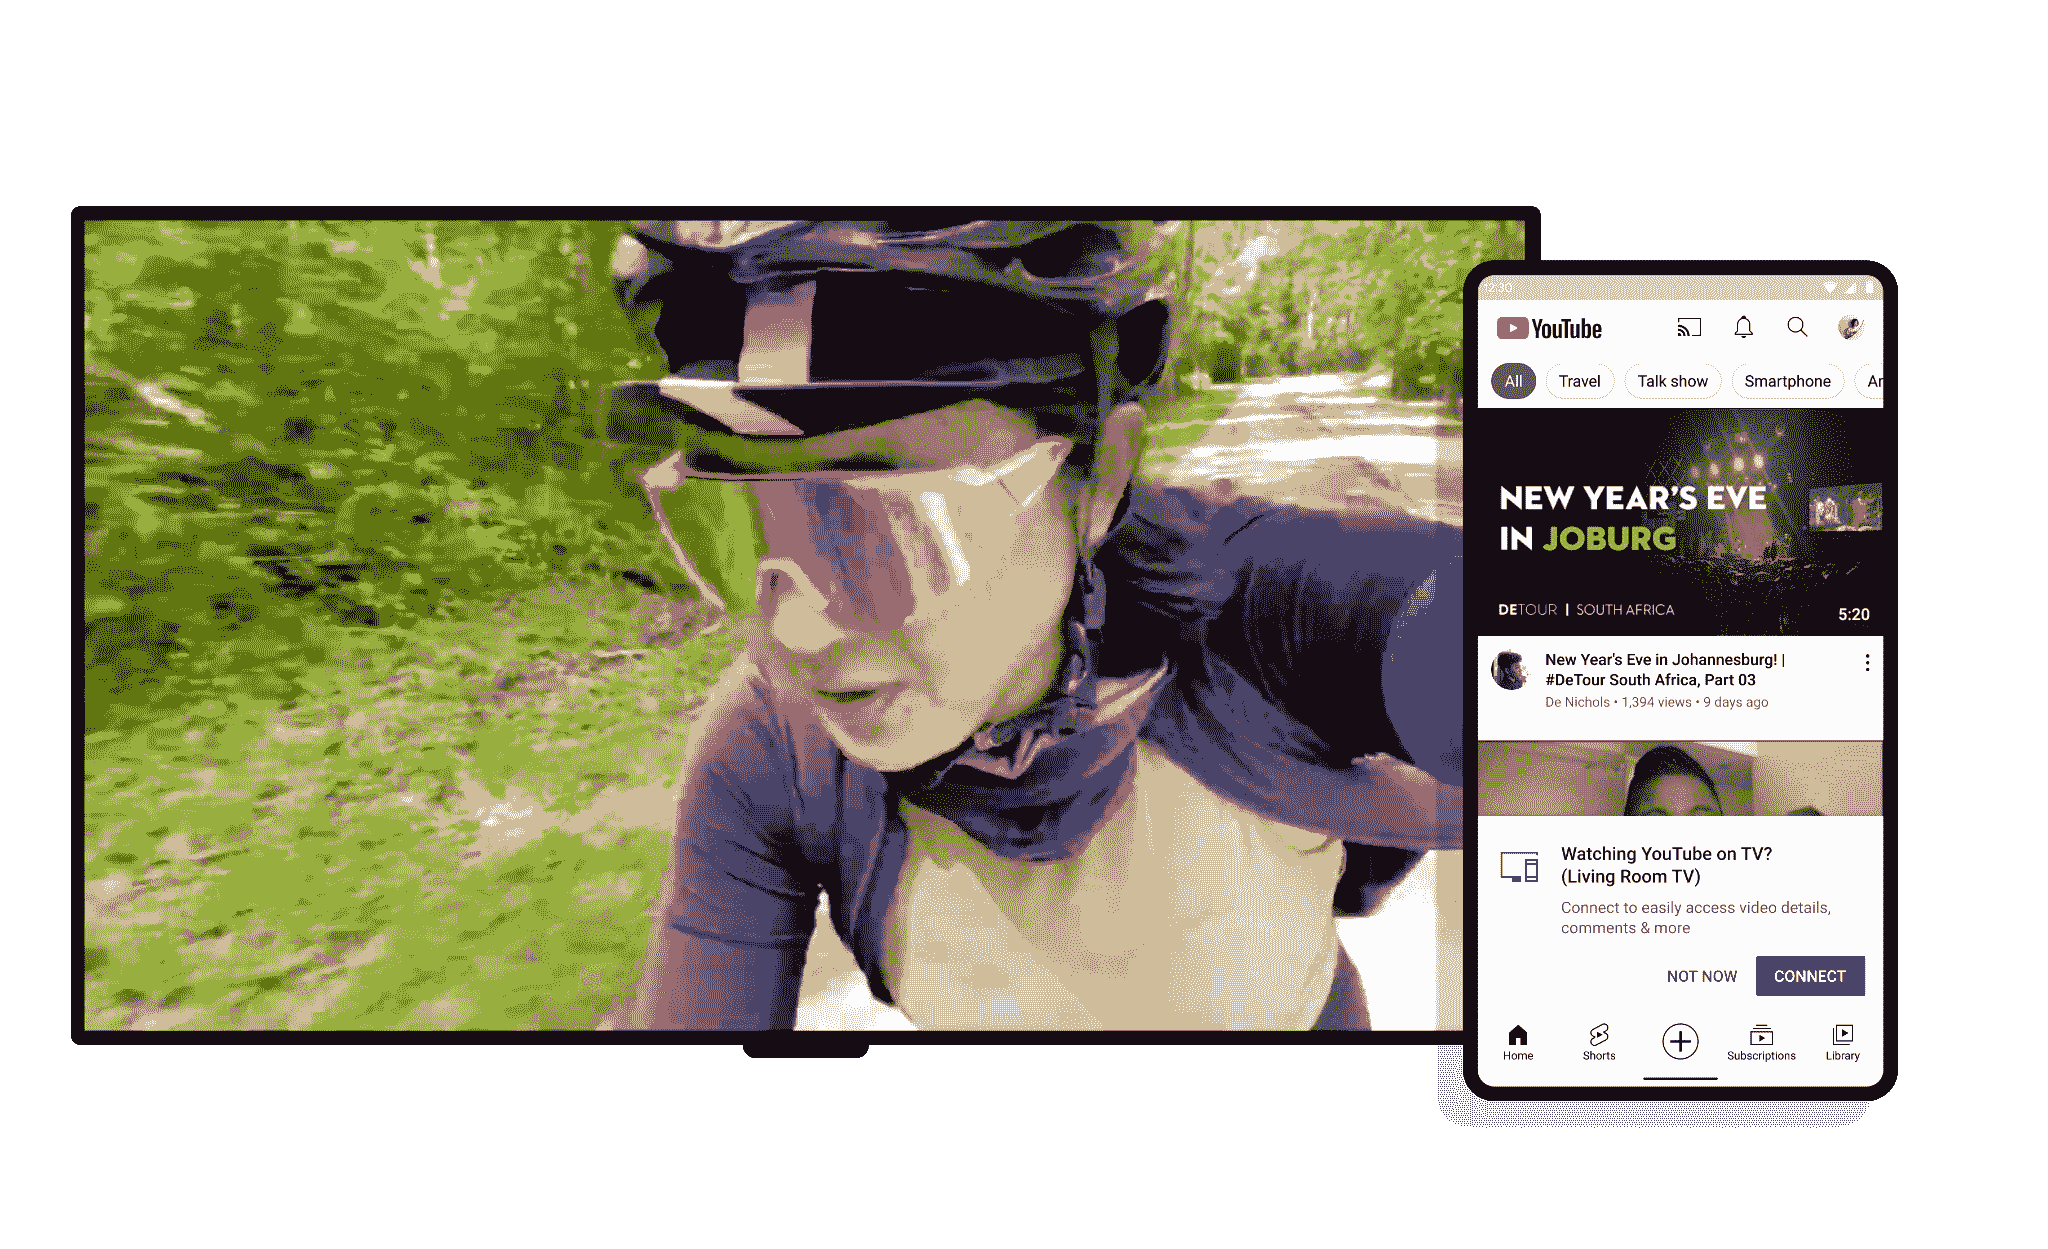 12:30
YouTube
All
Travel
Talk show
Smartphone
Ar
NEW YEAR'S EVE
IN JOBURG
DETOUR | SOUTH AFRICA
5:20
New Year's Eve in Johannesburg! |
#DeTour South Africa, Part 03
De Nichols • 1,394 views • 9 days ago
Watching YouTube on TV?
(Living Room TV)
Connect to easily access video details,
comments & more
NOT NOW
CONNECT
Home
Shorts
Subscriptions
Library